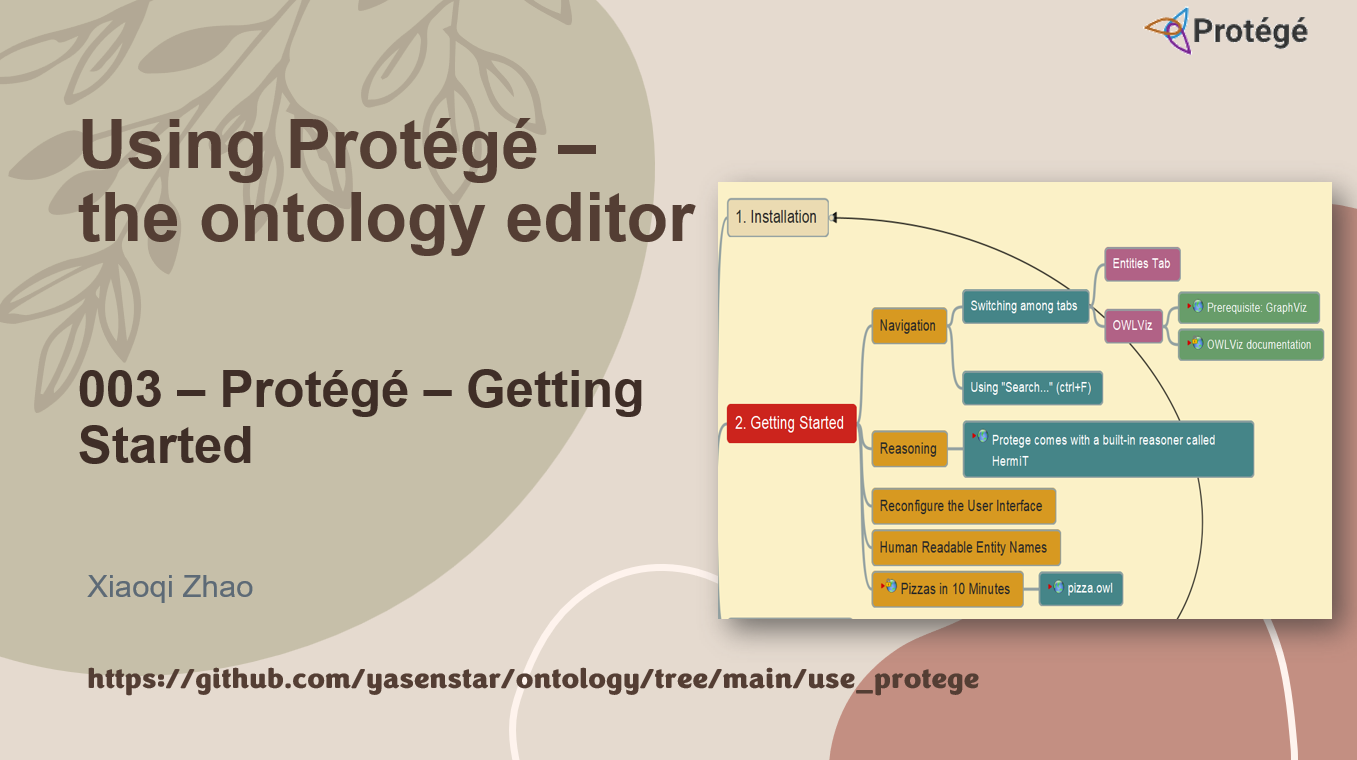 Protégé
Using Protégé –
the ontology editor
003 – Protégé – Getting
Started
Xiaoqi Zhao
https://github.com/yasenstar/ontology/tree/main/use_protege
1. Installation
Entities Tab
Switching among tabs
Prerequisite: GraphViz
Navigation
OWLViz
OWLViz documentation
Using "Search..." (ctrl+F)
2. Getting Started
Reasoning
Protege comes with a built-in reasoner called
HermiT
Reconfigure the User Interface
Human Readable Entity Names
Pizzas in 10 Minutes
pizza.owl